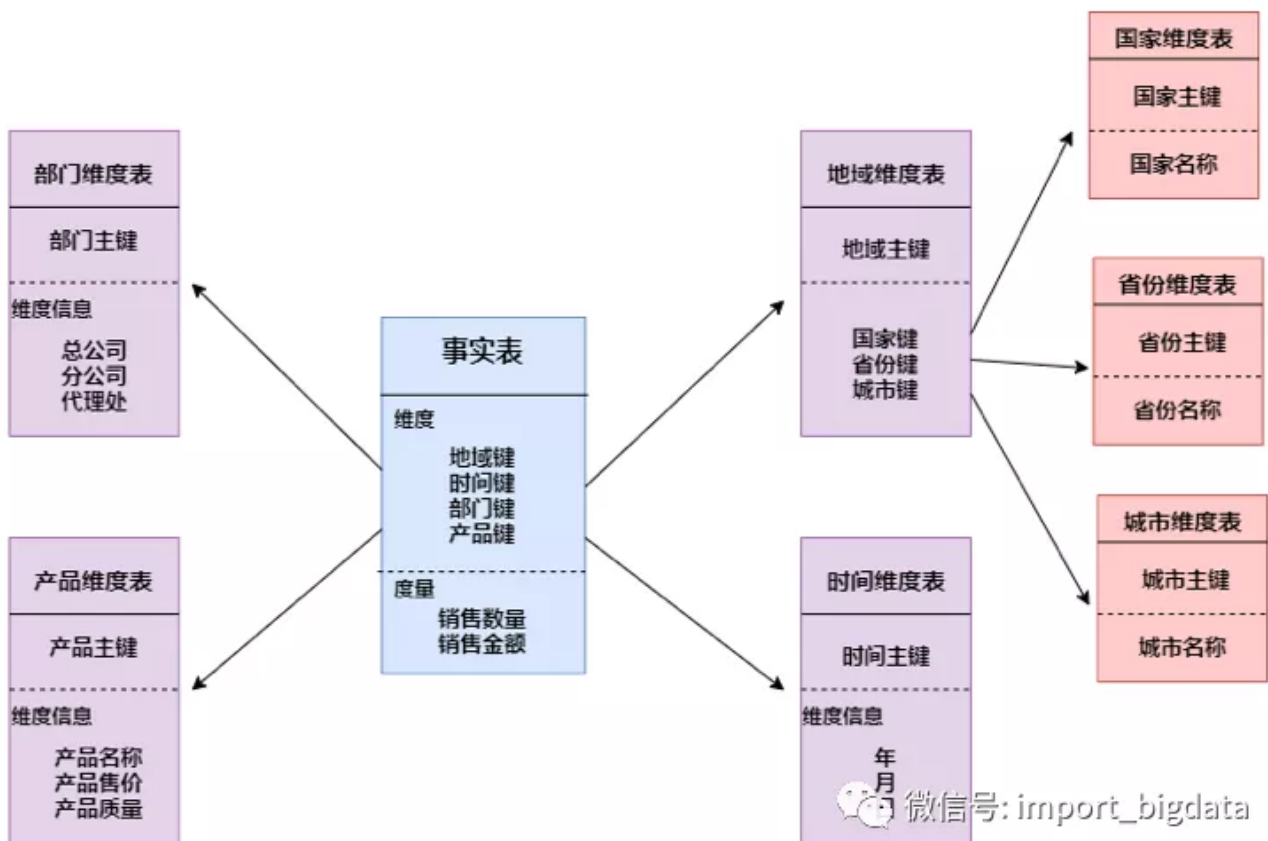 部门维度表
部门主键
维度信息
总公司
分公司
代理处
产品维度表
产品主键
维度信息
产品名称
产品售价
产品质量
事实表
维度
地域键
时间键
部门键
产品键
度量
销售数量
销售金额
地域维度表
地域主键
国家键
省份键
城市键
时间维度表
时间主键
维度信息
年
月
国家维度表
国家主键
国家名称
省份维度表
省份主键
省份名称
城市维度表
城市主键
城市名称
微信号: import_bigdata